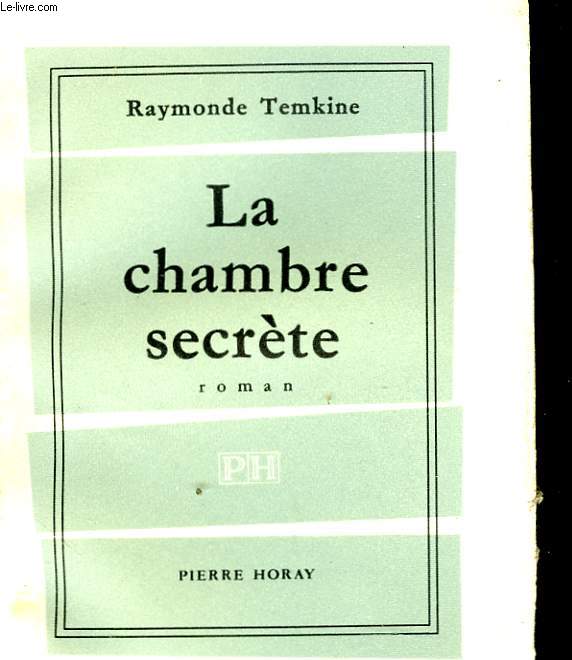 Le-livre.com
Raymonde Temkine
La
chambre
secrète
roman
PH
PIERRE HORAY